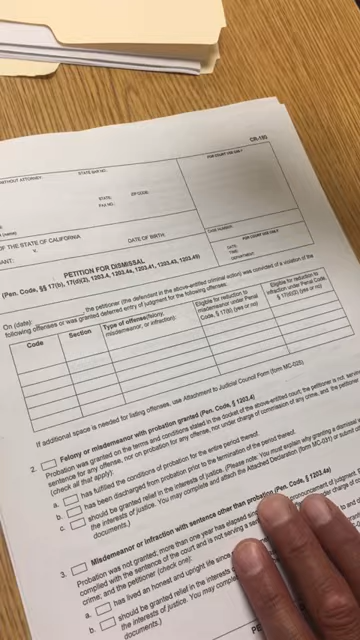 CR-180
WITHOUT ATTORNEY: STATE BAR NO.: FOR COURT USE ONLY
STATE: ZIP CODE:
FAX NO.:
OF THE STATE OF CALIFORNIA
v.
DATE OF BIRTH:
CASE NUMBER:
FOR COURT USE ONLY
DATE:
TIME:
DEPARTMENT:
PETITION FOR DISMISSAL
(Pen. Code, §§ 17(b), 17(d)(2), 1203.4, 1203.4a, 1203.41, 1203.42, 1203.43, 1203.49)
On (date): , the petitioner (the defendant in the above-entitled criminal action) was convicted of a violation of the
following offenses or was granted deferred entry of judgment for the following offenses:
Code Section Type of offense (felony, misdemeanor, or infraction): Eligible for reduction to misdemeanor under Penal Code, § 17(b) (yes or no) Eligible for reduction to infraction under Penal Code, § 17(d)(2) (yes or no)
If additional space is needed for listing offenses, use Attachment to Judicial Council Form (form MC-025)
2. Felony or misdemeanor with probation granted (Pen. Code, § 1203.4)
Probation was granted on the terms and conditions stated in the docket of the above-entitled court; the petitioner is not serving
sentence for any offense, nor on probation for any offense, nor under charge of commission of any crime, and the petitioner
(check all that apply):
a. has fulfilled the conditions of probation for the entire period thereof.
b. has been discharged from probation prior to the termination of the period thereof.
c. should be granted relief in the interests of justice. (Please note: You must explain why granting a dismissal
the interests of justice. You may complete and attach the Attached Declaration (form MC-031) or submit
documents.)
3. Misdemeanor or infraction with sentence other than probation (Pen. Code, § 1203.4a)
Probation was not granted; more than one year has elapsed since pronouncement of judgment,
complied with the sentence of the court and is not serving a under charge of
crime; and the petitioner (check one):
a. has lived an honest and upright life since
b. should be granted relief in the interests
the interests of justice. You may complete
documents.)